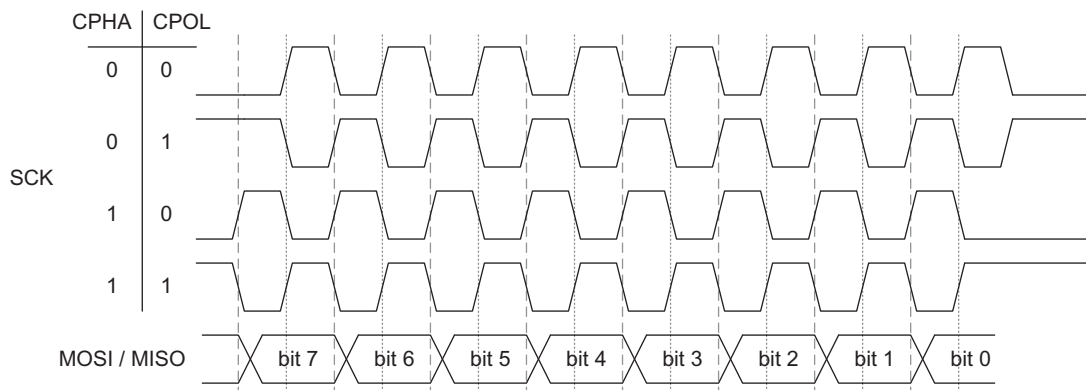 CPHA CPOL
0 0
0 1
SCK
1 0
1 1
MOSI / MISO bit 7 bit 6 bit 5 bit 4 bit 3 bit 2 bit 1 bit 0